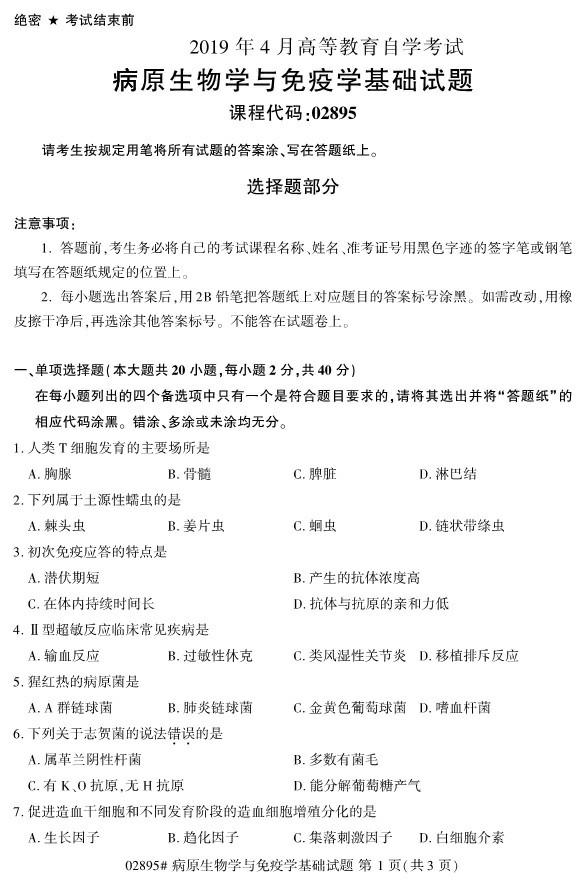 绝密 ★ 考试结束前
2019 年 4 月高等教育自学考试
病原生物学与免疫学基础试题
课程代码:02895
请考生按规定用笔将所有试题的答案涂、写在答题纸上。
选择题部分
注意事项:
1. 答题前,考生务必将自己的考试课程名称、姓名、准考证号用黑色字迹的签字笔或钢笔
填写在答题纸规定的位置上。
2. 每小题选出答案后,用 2B 铅笔把答题纸上对应题目的答案标号涂黑。如需改动,用橡
皮擦干净后,再选涂其他答案标号。不能答在试题卷上。
一、单项选择题(本大题共 20 小题,每小题 2 分,共 40 分)
在每小题列出的四个备选项中只有一个是符合题目要求的,请将其选出并将“答题纸”的
相应代码涂黑。错涂、多涂或未涂均无分。
1. 人类 T 细胞发育的主要场所是
A. 胸腺 B. 骨髓 C. 脾脏 D. 淋巴结
2. 下列属于土源性蠕虫的是
A. 棘头虫 B. 姜片虫 C. 蛔虫 D. 链状带绦虫
3. 初次免疫应答的特点是
A. 潜伏期短 B. 产生的抗体浓度高
C. 在体内持续时间长 D. 抗体与抗原的亲和力低
4. Ⅱ型超敏反应临床常见疾病是
A. 输血反应 B. 过敏性休克 C. 类风湿性关节炎 D. 移植排斥反应
5. 猩红热的病原菌是
A. A 群链球菌 B. 肺炎链球菌 C. 金黄色葡萄球菌 D. 嗜血杆菌
6. 下列关于志贺菌的说法错误的是
A. 属革兰阴性杆菌 B. 多数有菌毛
C. 有 K、O 抗原,无 H 抗原 D. 能分解葡萄糖产气
7. 促进造血干细胞和不同发育阶段的造血细胞增殖分化的是
A. 生长因子 B. 趋化因子 C. 集落刺激因子 D. 白细胞介素
02895# 病原生物学与免疫学基础试题 第 1 页(共 3 页)